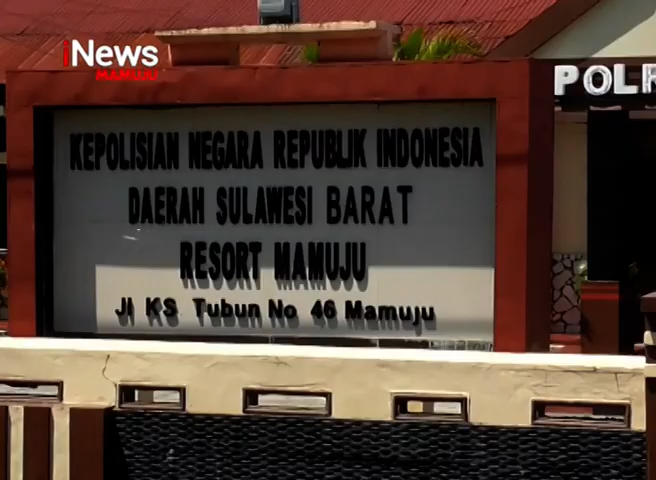 iNews
MAMUJU
POLR
KEPOLISIAN NEGARA REPUBLIK INDONESIA
DAERAH SULAWESI BARAT
RESORT MAMUJU
Jl KS Tubun No 46 Mamuju